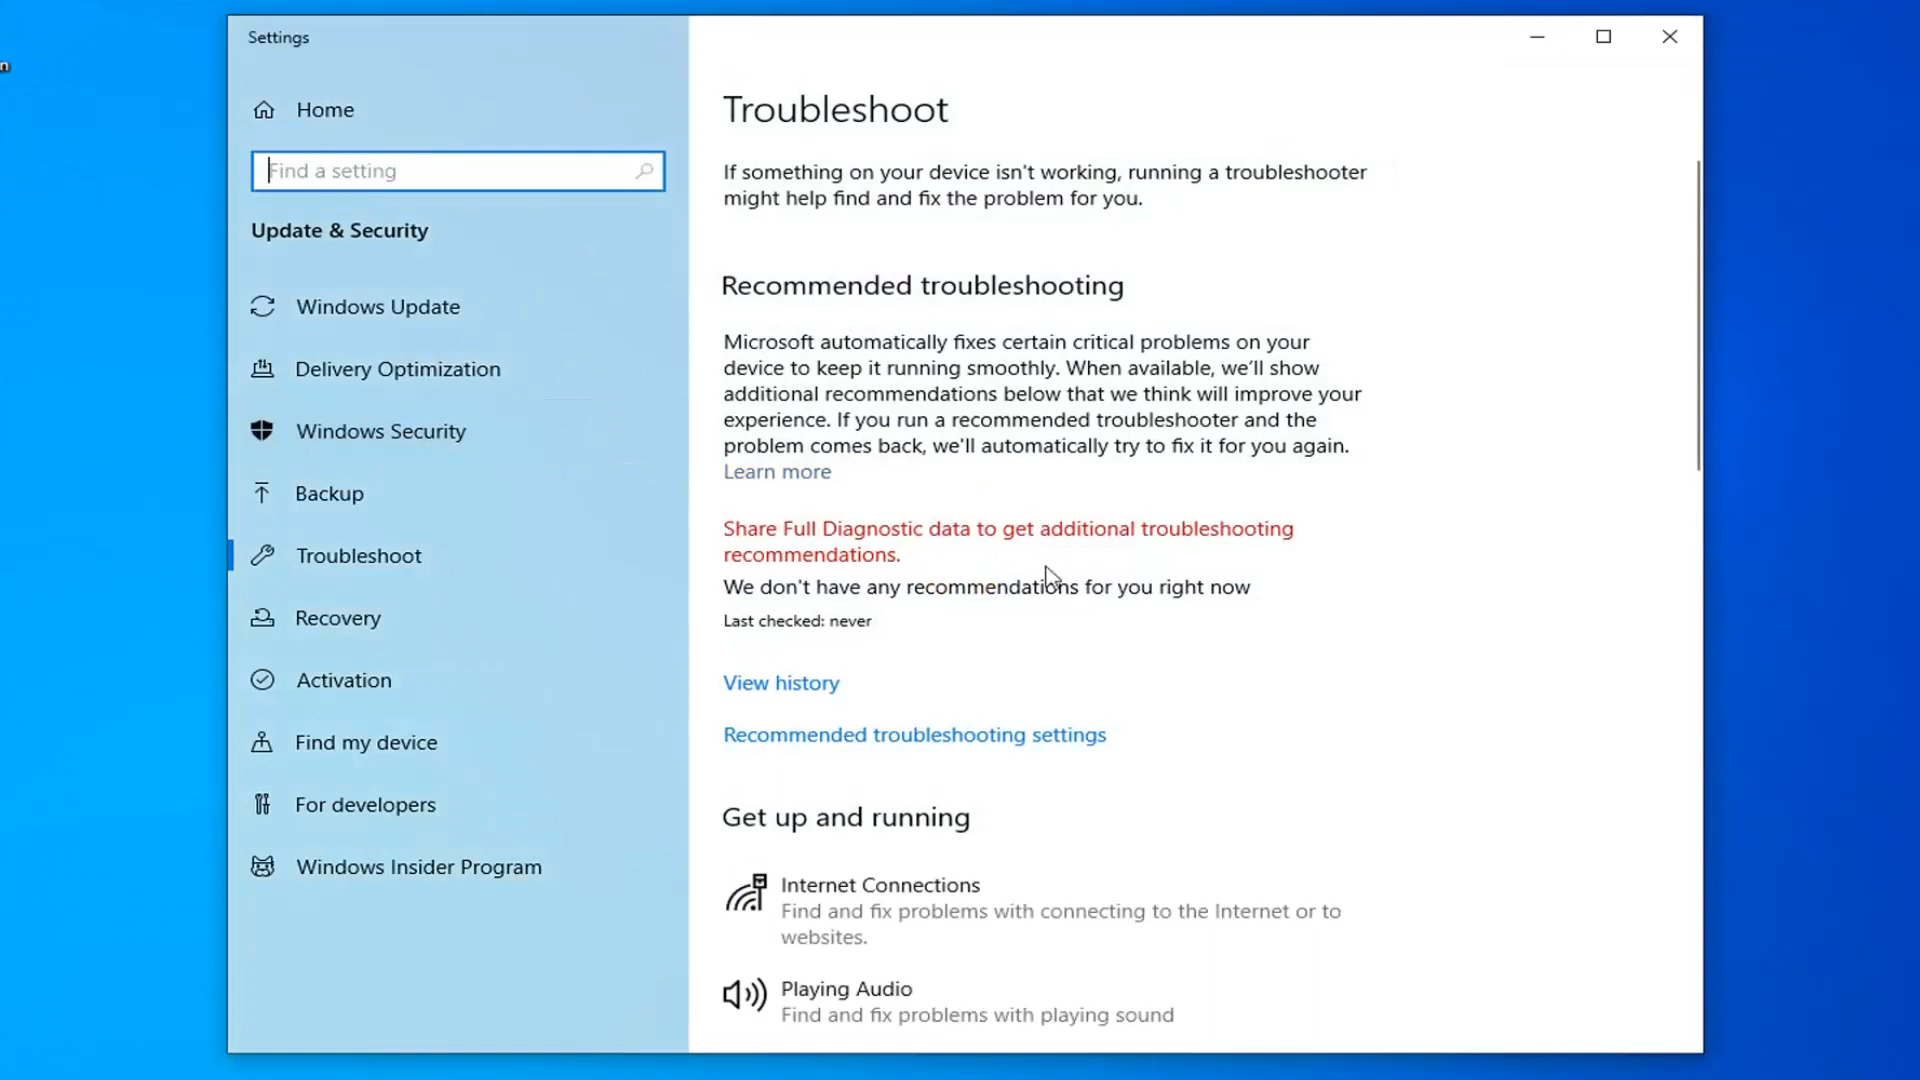 n
Settings
Home
Find a setting
Update & Security
Windows Update
Delivery Optimization
Windows Security
Backup
Troubleshoot
Recovery
Activation
Find my device
For developers
Windows Insider Program
Troubleshoot
If something on your device isn't working, running a troubleshooter
might help find and fix the problem for you.
Recommended troubleshooting
Microsoft automatically fixes certain critical problems on your
device to keep it running smoothly. When available, we’ll show
additional recommendations below that we think will improve your
experience. If you run a recommended troubleshooter and the
problem comes back, we'll automatically try to fix it for you again.
Learn more
Share Full Diagnostic data to get additional troubleshooting
recommendations.
We don't have any recommendations for you right now
Last checked: never
View history
Recommended troubleshooting settings
Get up and running
Internet Connections
Find and fix problems with connecting to the Internet or to
websites.
Playing Audio
Find and fix problems with playing sound